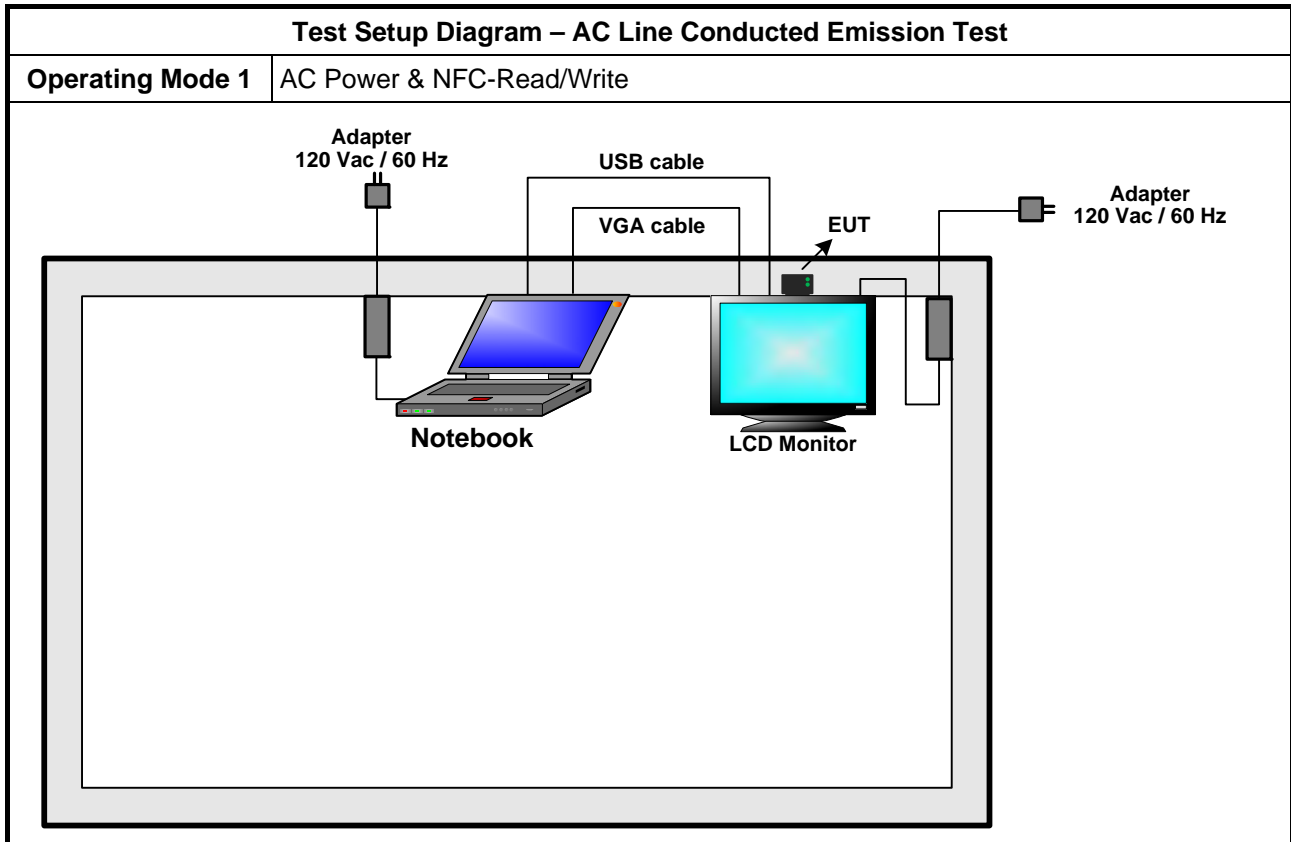 Test Setup Diagram – AC Line Conducted Emission Test
Operating Mode 1 AC Power & NFC-Read/Write
Adapter
120 Vac / 60 Hz
USB cable
VGA cable
EUT
Adapter
120 Vac / 60 Hz
Notebook
LCD Monitor